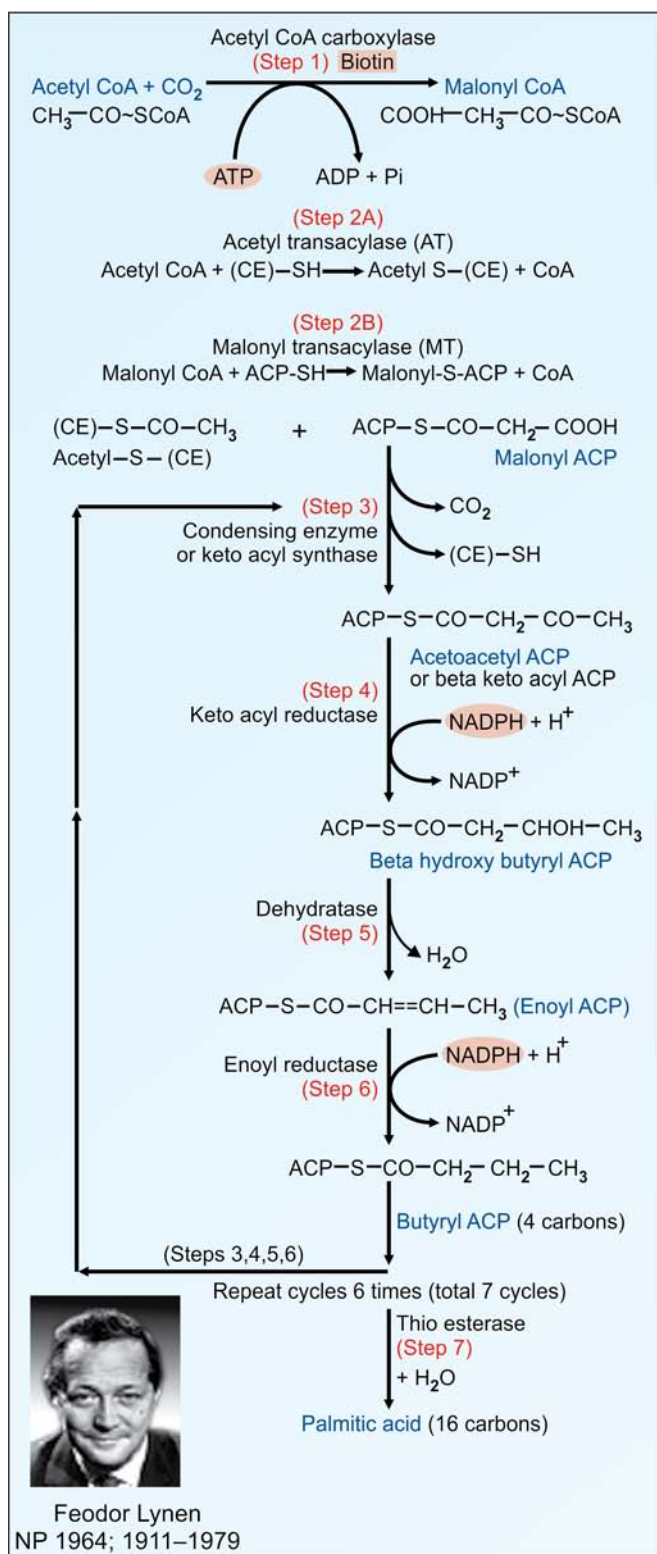 Acetyl CoA carboxylase
(Step 1) Biotin
Acetyl CoA + CO2 Malonyl CoA
CH3—CO~SCoA COOH—CH3—CO~SCoA
ATP ADP + Pi
(Step 2A)
Acetyl transacylase (AT)
Acetyl CoA + (CE)—SH → Acetyl S—(CE) + CoA
(Step 2B)
Malonyl transacylase (MT)
Malonyl CoA + ACP-SH → Malonyl-S-ACP + CoA
(CE)—S—CO—CH3 + ACP—S—CO—CH2—COOH
Acetyl—S—(CE) Malonyl ACP
(Step 3) CO2
Condensing enzyme
or keto acyl synthase (CE)—SH
ACP—S—CO—CH2—CO—CH3
Acetoacetyl ACP
or beta keto acyl ACP
(Step 4)
Keto acyl reductase NADPH + H+
NADP+
ACP—S—CO—CH2—CHOH—CH3
Beta hydroxy butyryl ACP
Dehydratase
(Step 5)
H2O
ACP—S—CO—CH==CH—CH3 (Enoyl ACP)
Enoyl reductase NADPH + H+
(Step 6)
NADP+
ACP—S—CO—CH2—CH2—CH3
Butyryl ACP (4 carbons)
(Steps 3,4,5,6)
Repeat cycles 6 times (total 7 cycles)
Thio esterase
(Step 7)
+ H2O
Palmitic acid (16 carbons)
Feodor Lynen
NP 1964; 1911–1979